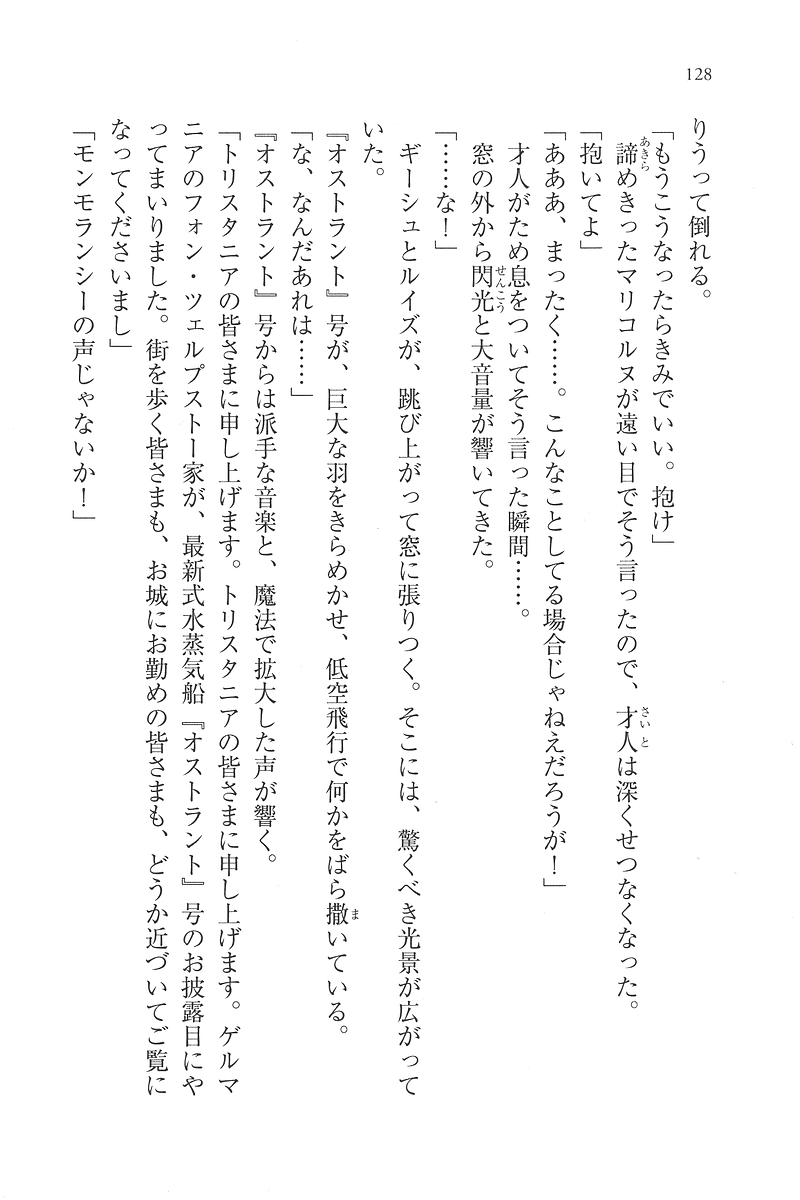 128
りうって倒れる。
「もうこうなったらきみでいい。抱け」
諦めきったマリコルヌが遠い目でそう言ったので、才人は深くせつなくなった。
「抱いてよ」
「あああ、まったく……。こんなことしてる場合じゃねえだろうが！」
才人がため息をついてそう言った瞬間……。
窓の外から閃光と大音量が響いてきた。
「……な！」
ギーシュとルイズが、跳び上がって窓に張りつく。そこには、驚くべき光景が広がって
いた。
『オストラント』号が、巨大な羽をきらめかせ、低空飛行で何かをばら撒いている。
「な、なんだあれは……」
『オストラント』号からは派手な音楽と、魔法で拡大した声が響く。
「トリスタニアの皆さまに申し上げます。トリスタニアの皆さまに申し上げます。ゲルマ
ニアのフォン・ツェルプストー家が、最新式水蒸気船『オストラント』号のお披露目にや
ってまいりました。街を歩く皆さまも、お城にお勤めの皆さまも、どうか近づいてご覧に
なってくださいまし」
「モンモランシーの声じゃないか！」